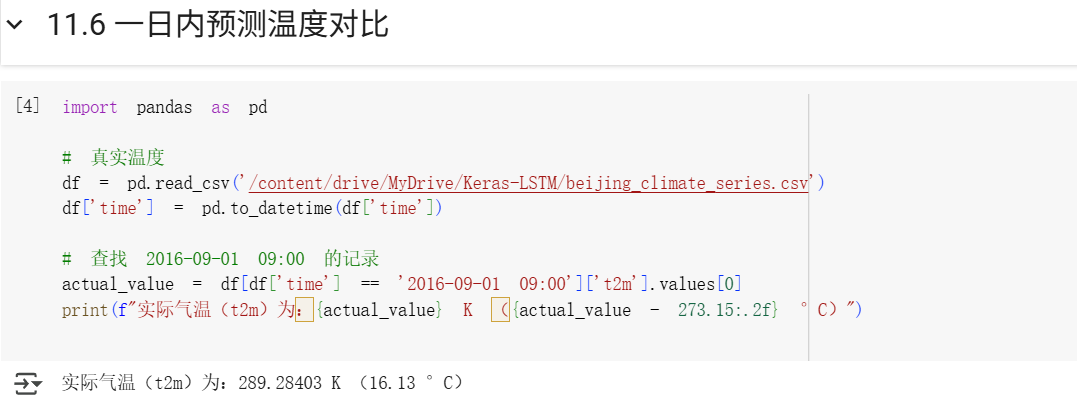 11.6 一日内预测温度对比
[4] import pandas as pd
# 真实温度
df = pd.read_csv('/content/drive/MyDrive/Keras-LSTM/beijing_climate_series.csv')
df['time'] = pd.to_datetime(df['time'])
# 查找 2016-09-01 09:00 的记录
actual_value = df[df['time'] == '2016-09-01 09:00']['t2m'].values[0]
print(f"实际气温（t2m）为：{actual_value} K （{actual_value - 273.15:.2f} °C）")
实际气温（t2m）为：289.28403 K （16.13 °C）